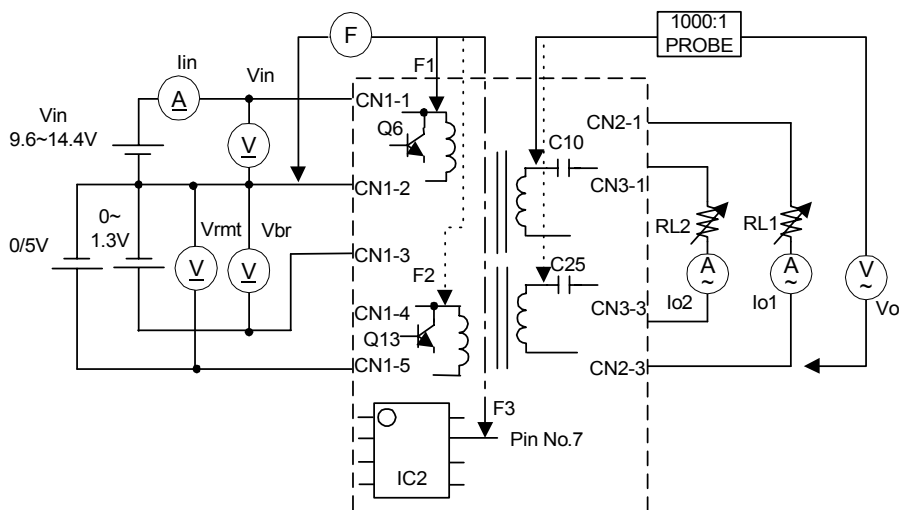 1000:1
PROBE
F
Iin
Vin
F1
A
CN1-1
CN2-1
Vin
9.6~14.4V
Q6
C10
V
CN3-1
CN1-2
0~
1.3V
Vrmt
Vbr
RL2
RL1
0/5V
CN1-3
V
V
F2
C25
A
~
A
~
V
~
CN1-4
CN3-3
Io2
Io1
Vo
Q13
CN1-5
CN2-3
F3
Pin No.7
IC2